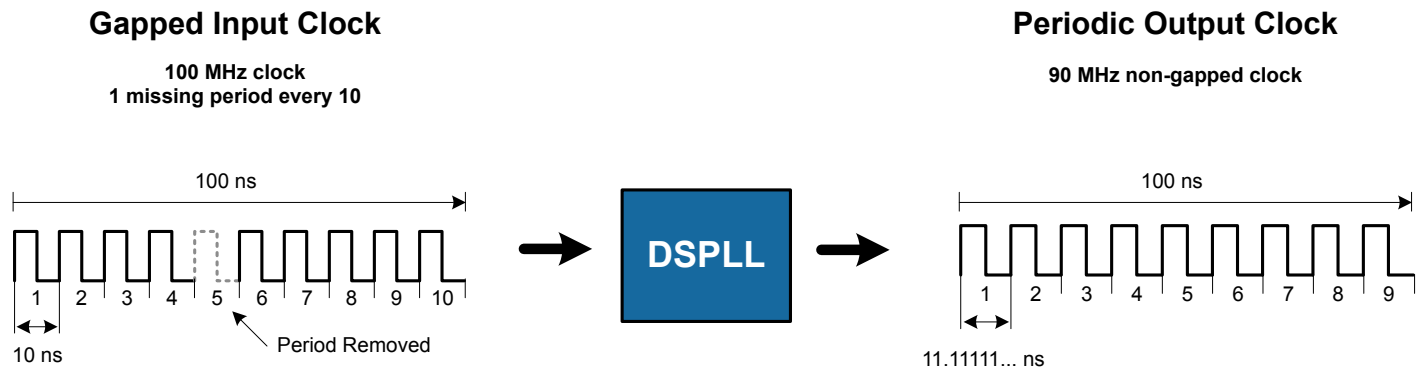 Gapped Input Clock
100 MHz clock
1 missing period every 10
100 ns
1 2 3 4 5 6 7 8 9 10
10 ns
Period Removed
DSPLL
Periodic Output Clock
90 MHz non-gapped clock
100 ns
1 2 3 4 5 6 7 8 9
11.11111... ns